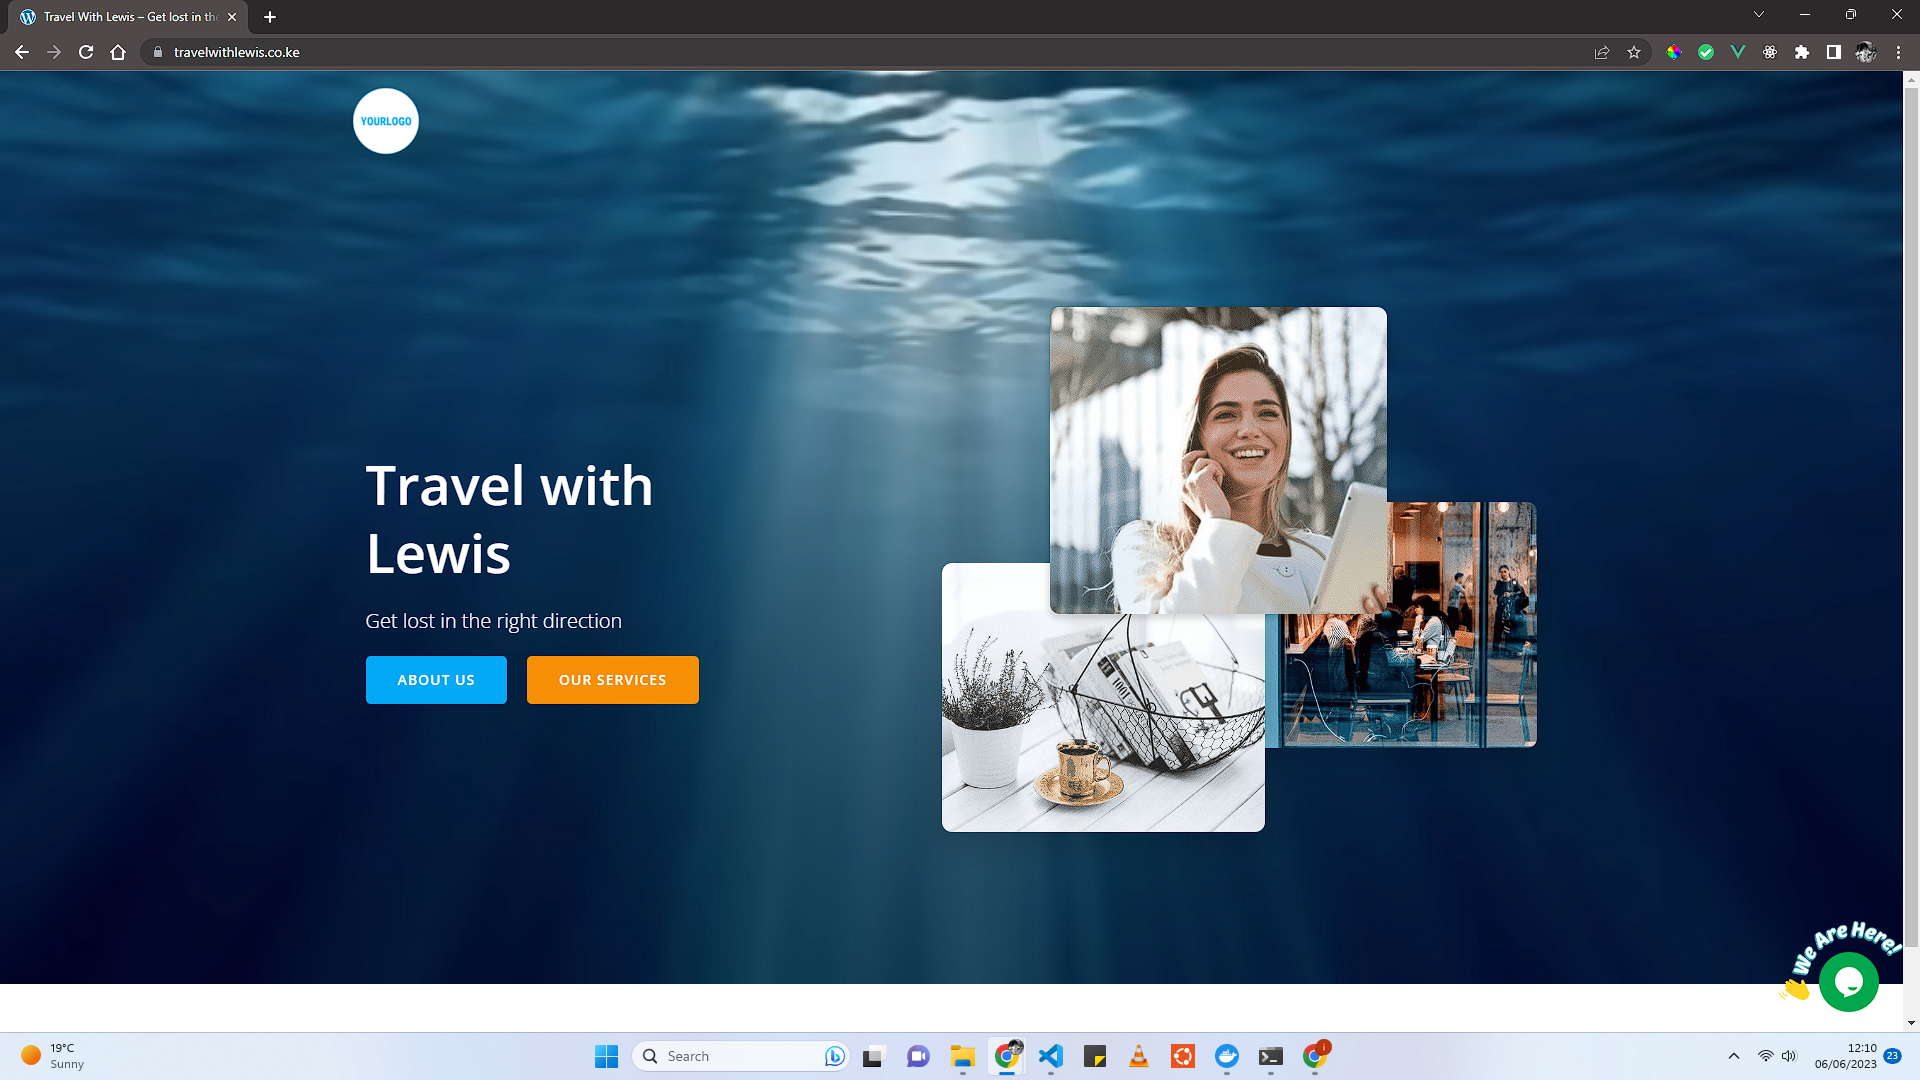 Travel With Lewis – Get lost in the
travelwithlewis.co.ke
YOURLOGO
Travel with
Lewis
Get lost in the right direction
ABOUT US
OUR SERVICES
We Are Here!
19°C
Sunny
Search
12:10
06/06/2023
23